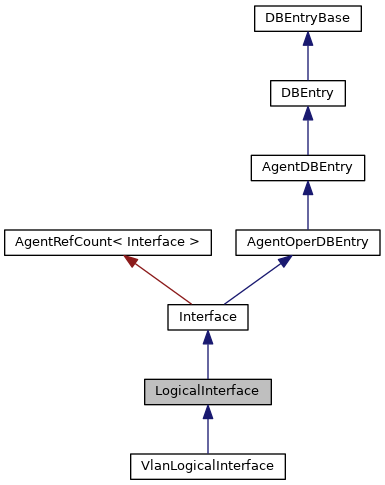 DBEntryBase
DBEntry
AgentDBEntry
AgentRefCount< Interface >
AgentOperDBEntry
Interface
LogicalInterface
VlanLogicalInterface